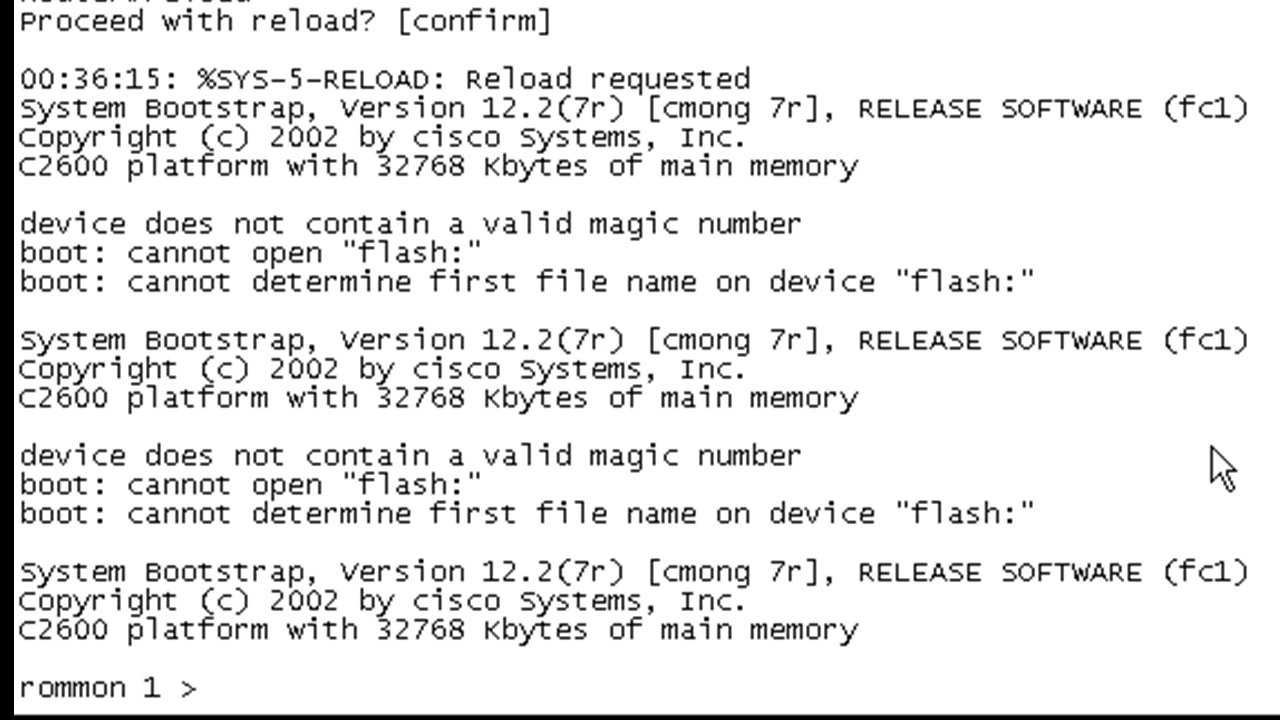 Proceed with reload? [confirm]
00:36:15: %SYS-5-RELOAD: Reload requested
System Bootstrap, Version 12.2(7r) [cmong 7r], RELEASE SOFTWARE (fc1)
Copyright (c) 2002 by cisco Systems, Inc.
C2600 platform with 32768 Kbytes of main memory
device does not contain a valid magic number
boot: cannot open "flash:"
boot: cannot determine first file name on device "flash:"
System Bootstrap, Version 12.2(7r) [cmong 7r], RELEASE SOFTWARE (fc1)
Copyright (c) 2002 by cisco Systems, Inc.
C2600 platform with 32768 Kbytes of main memory
device does not contain a valid magic number
boot: cannot open "flash:"
boot: cannot determine first file name on device "flash:"
System Bootstrap, Version 12.2(7r) [cmong 7r], RELEASE SOFTWARE (fc1)
Copyright (c) 2002 by cisco Systems, Inc.
C2600 platform with 32768 Kbytes of main memory
rommon 1 >